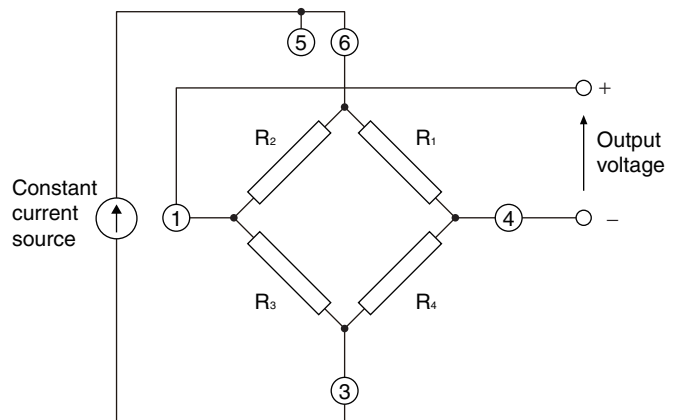 5 6
+
R2 R1
Output
voltage
Constant
current
source
1 4 −
R3 R4
3